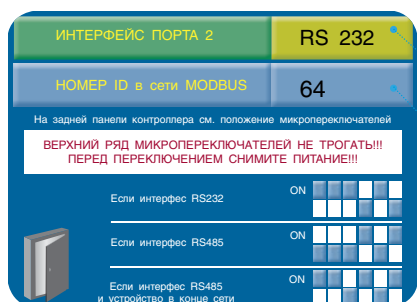 ИНТЕРФЕЙС ПОРТА 2
RS 232
НОМЕР ID в сети MODBUS
64
На задней панели контроллера см. положение микропереключателей
ВЕРХНИЙ РЯД МИКРОПЕРЕКЛЮЧАТЕЛЕЙ НЕ ТРОГАТЬ!!!
ПЕРЕД ПЕРЕКЛЮЧЕНИЕМ СНИМИТЕ ПИТАНИЕ!!!
Если интерфес RS232
ON
Если интерфес RS485
ON
Если интерфес RS485
и устройство в конце сети
ON